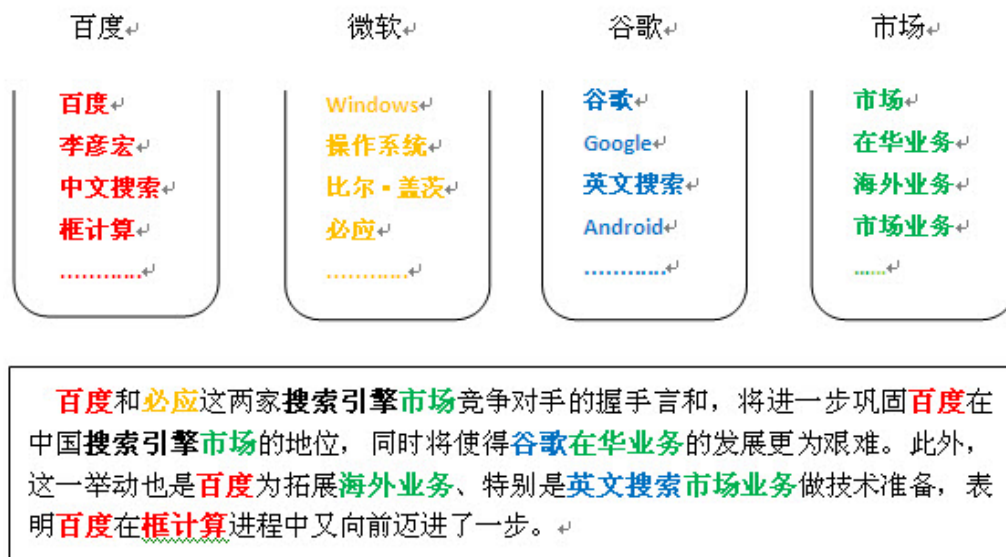 百度 微软 谷歌 市场
百度 Windows 谷歌 市场
李彦宏 操作系统 Google 在华业务
中文搜索 比尔·盖茨 英文搜索 海外业务
框计算 必应 Android 市场业务
………… ………… ………… ……
百度和必应这两家搜索引擎市场竞争对手的握手言和，将进一步巩固百度在
中国搜索引擎市场的地位，同时将使得谷歌在华业务的发展更为艰难。此外，
这一举动也是百度为拓展海外业务、特别是英文搜索市场业务做技术准备，表
明百度在框计算进程中又向前迈进了一步。